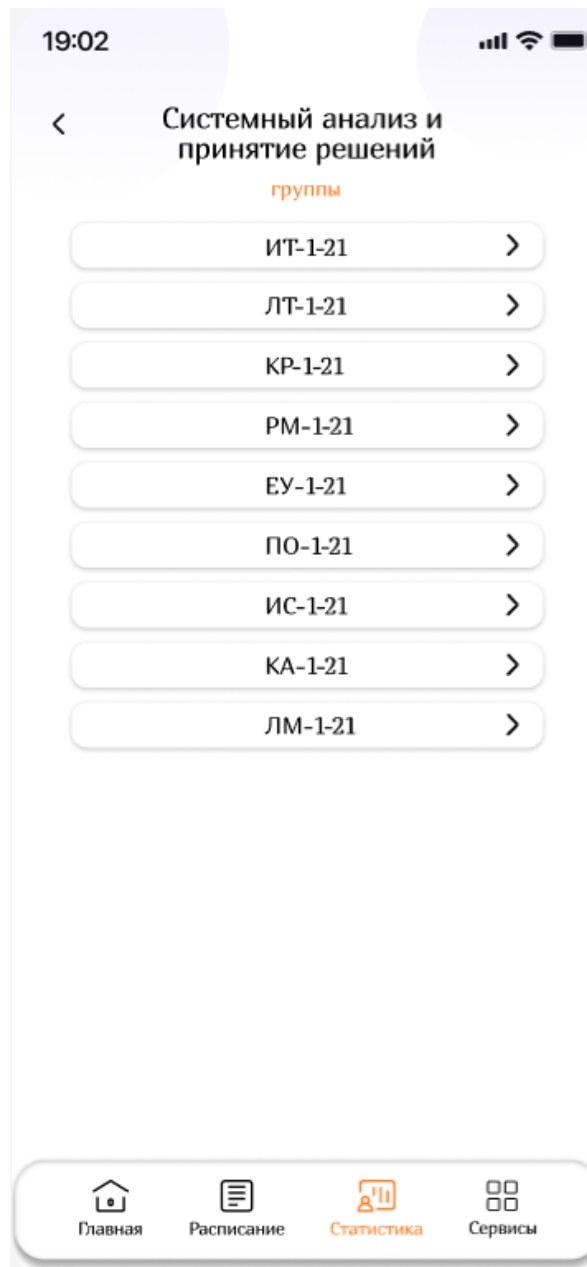 19:02
Системный анализ и
принятие решений
группы
ИТ-1-21
ЛТ-1-21
КР-1-21
РМ-1-21
ЕУ-1-21
ПО-1-21
ИС-1-21
КА-1-21
ЛМ-1-21
Главная Расписание Статистика Сервисы